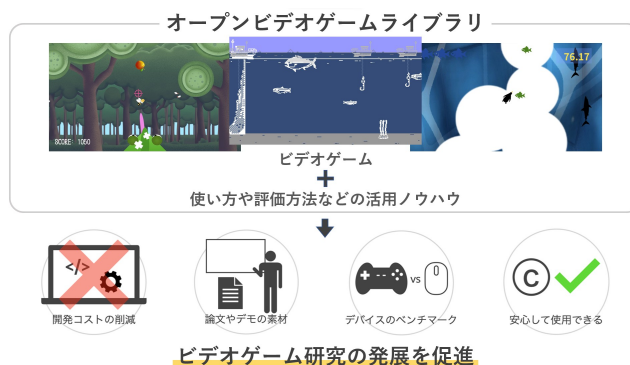 オープンビデオゲームライブラリ
76.17
SCORE: 1050
ビデオゲーム
+
使い方や評価方法などの活用ノウハウ
</>
vs
C
開発コストの削減
論文やデモの素材
デバイスのベンチマーク
安心して使用できる
ビデオゲーム研究の発展を促進